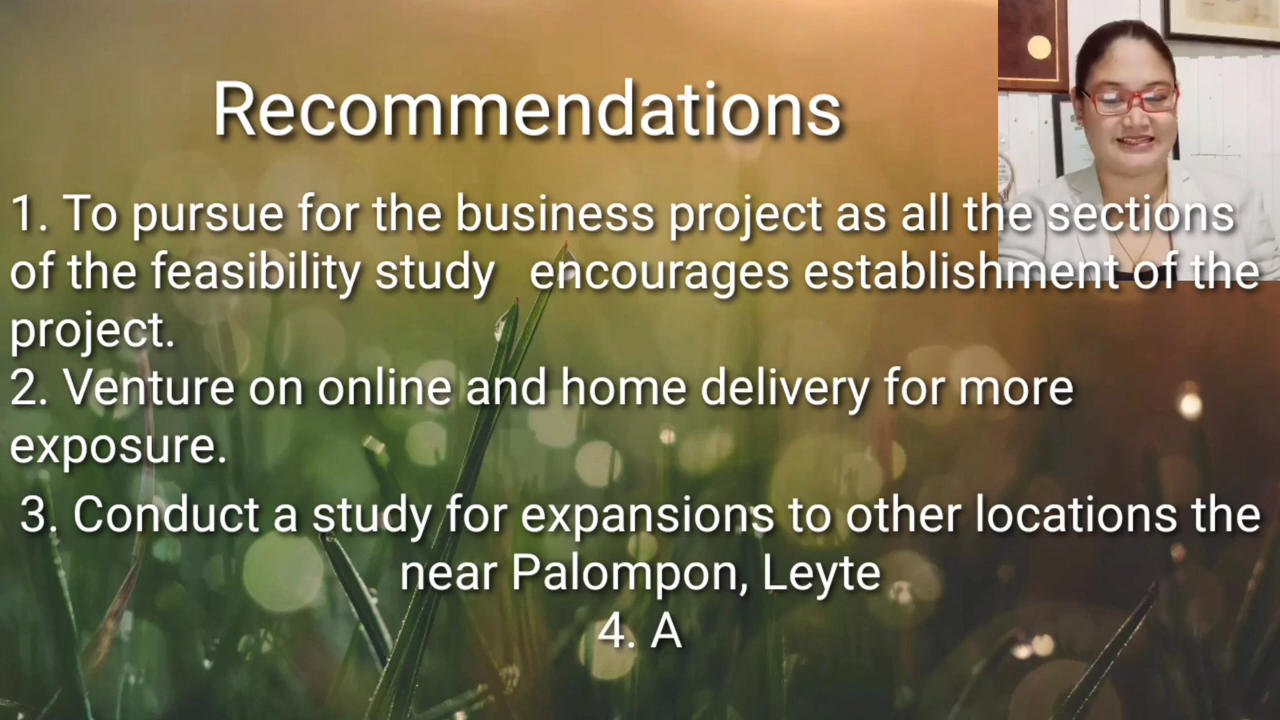 Recommendations
1. To pursue for the business project as all the sections
of the feasibility study encourages establishment of the
project.
2. Venture on online and home delivery for more
exposure.
3. Conduct a study for expansions to other locations the
near Palompon, Leyte
4. A